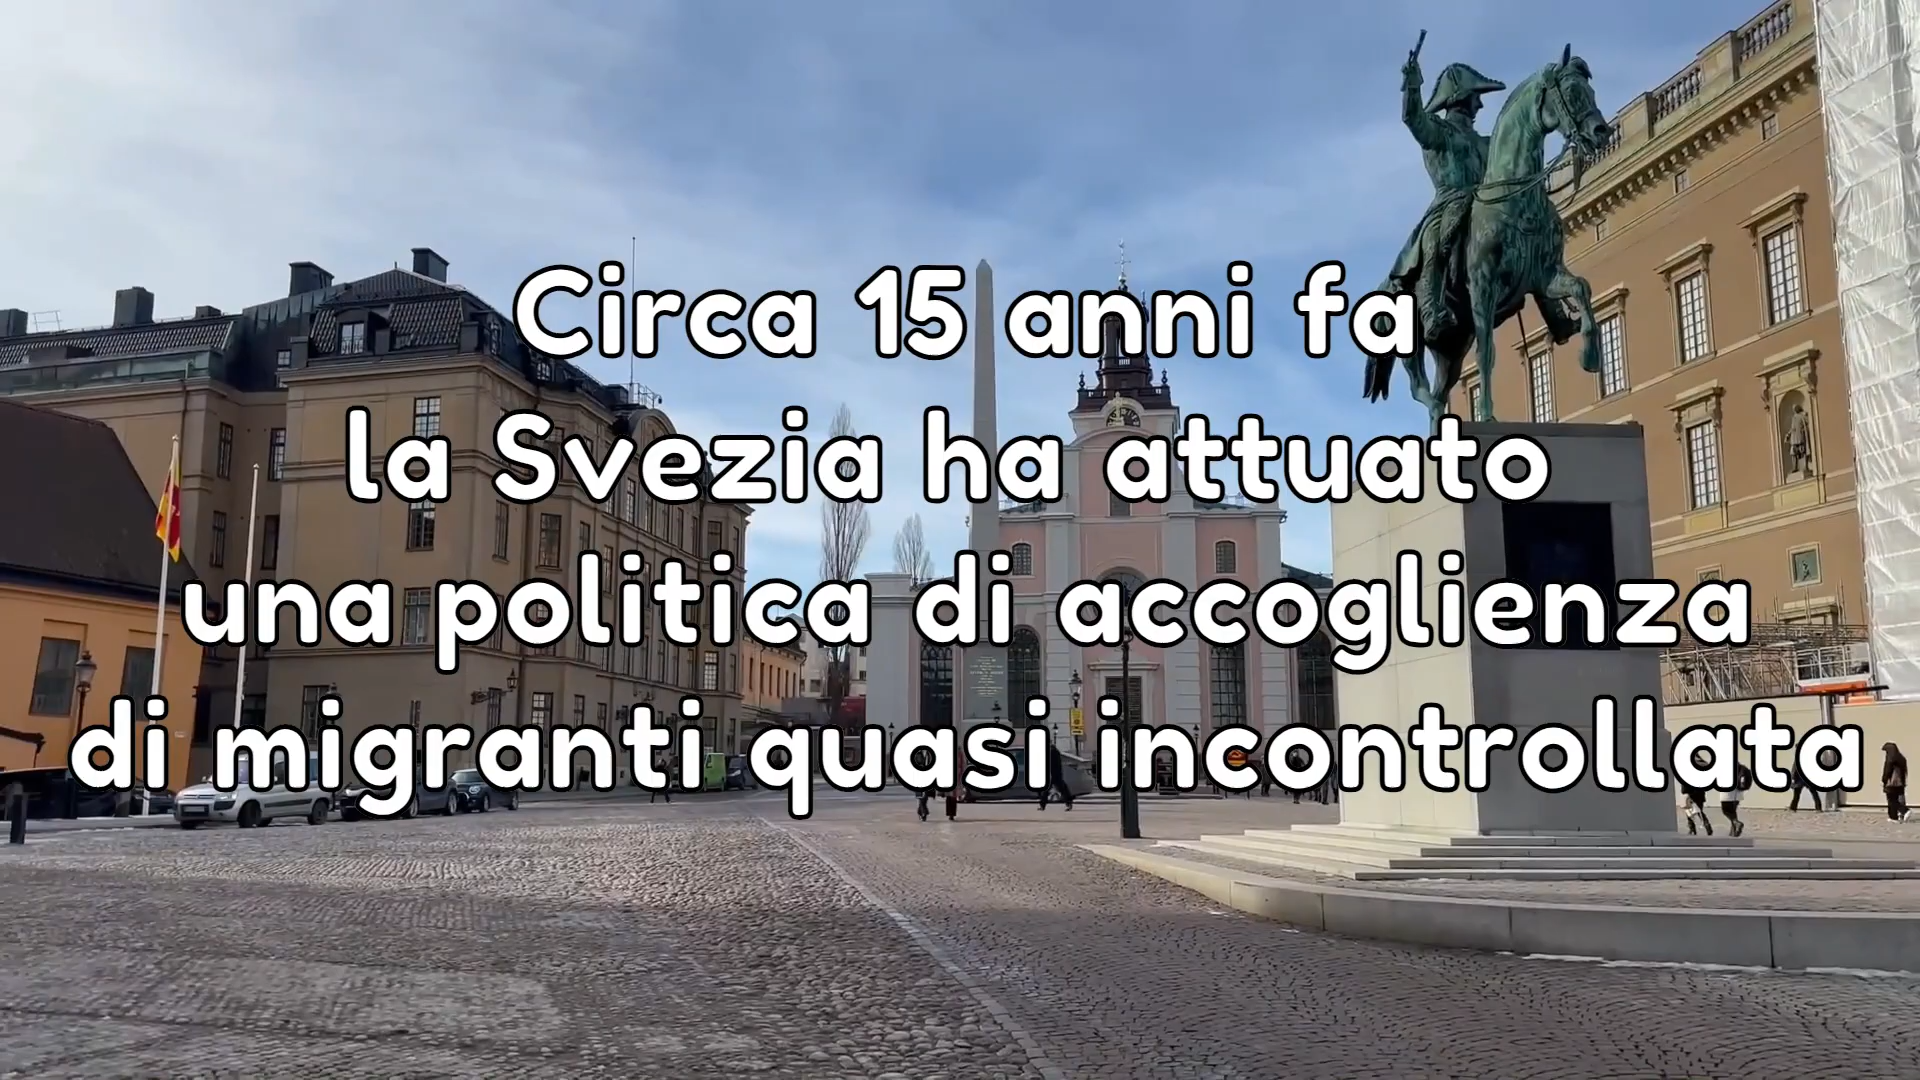 Circa 15 anni fa
la Svezia ha attuato
una politica di accoglienza
di migranti quasi incontrollata